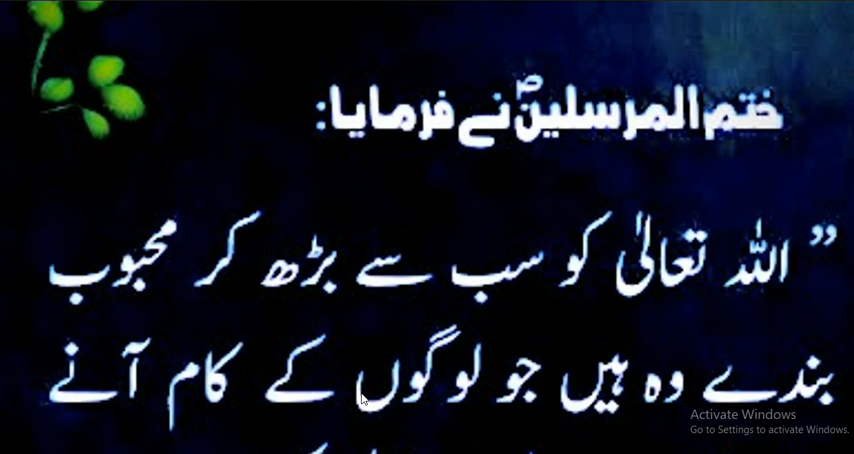 ختم المرسلینؐ نے فرمایا:
” اللہ تعالیٰ کو سب سے بڑھ کر محبوب
بندے وہ ہیں جو لوگوں کے کام آنے
Activate Windows
Go to Settings to activate Windows.